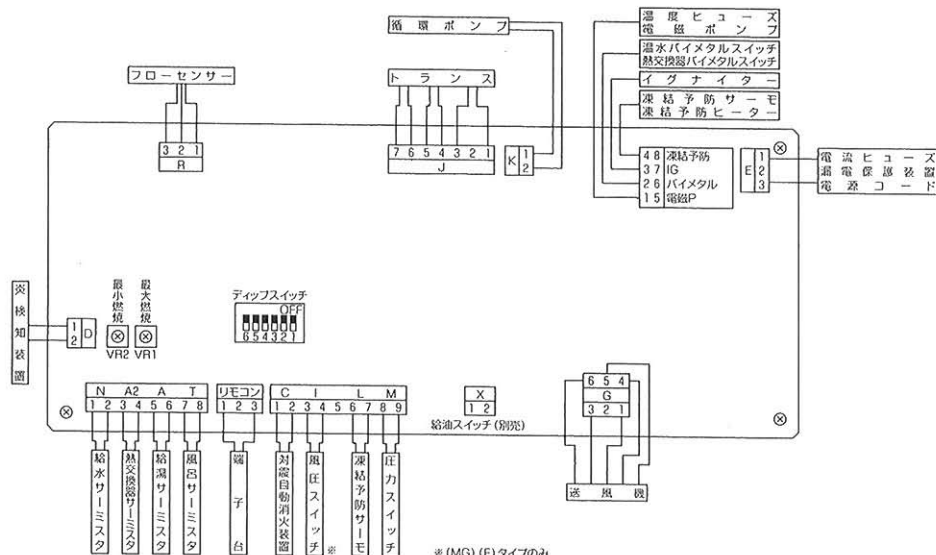 循環ポンプ
温度ヒューズ
電磁ポンプ
温水バイメタルスイッチ
熱交換器バイメタルスイッチ
イグナイター
凍結予防サーモ
凍結予防ヒーター
フローセンサー
トランス
3 2 1
R
7 6 5 4 3 2 1
J
K 1 2
4 8 凍結予防
3 7 IG
2 6 バイメタル
1 5 電磁P
E 1 2 3
電流ヒューズ
漏電保護装置
電源コード
炎検知装置
1 2 D
最小燃焼
VR2
最大燃焼
VR1
ディップスイッチ
OFF
6 5 4 3 2 1
N A2 A T
1 2 3 4 5 6 7 8
リモコン
1 2 3
C I L M
1 2 3 4 5 6 7 8 9
X
1 2
給油スイッチ(別売)
6 5 4
G
3 2 1
給水サーミスタ
熱交換器サーミスタ
給湯サーミスタ
風呂サーミスタ
端子台
対震自動消火装置
風圧スイッチ
※
凍結予防サーモ
圧力スイッチ
送風機
※(MG)(F)タイプのみ